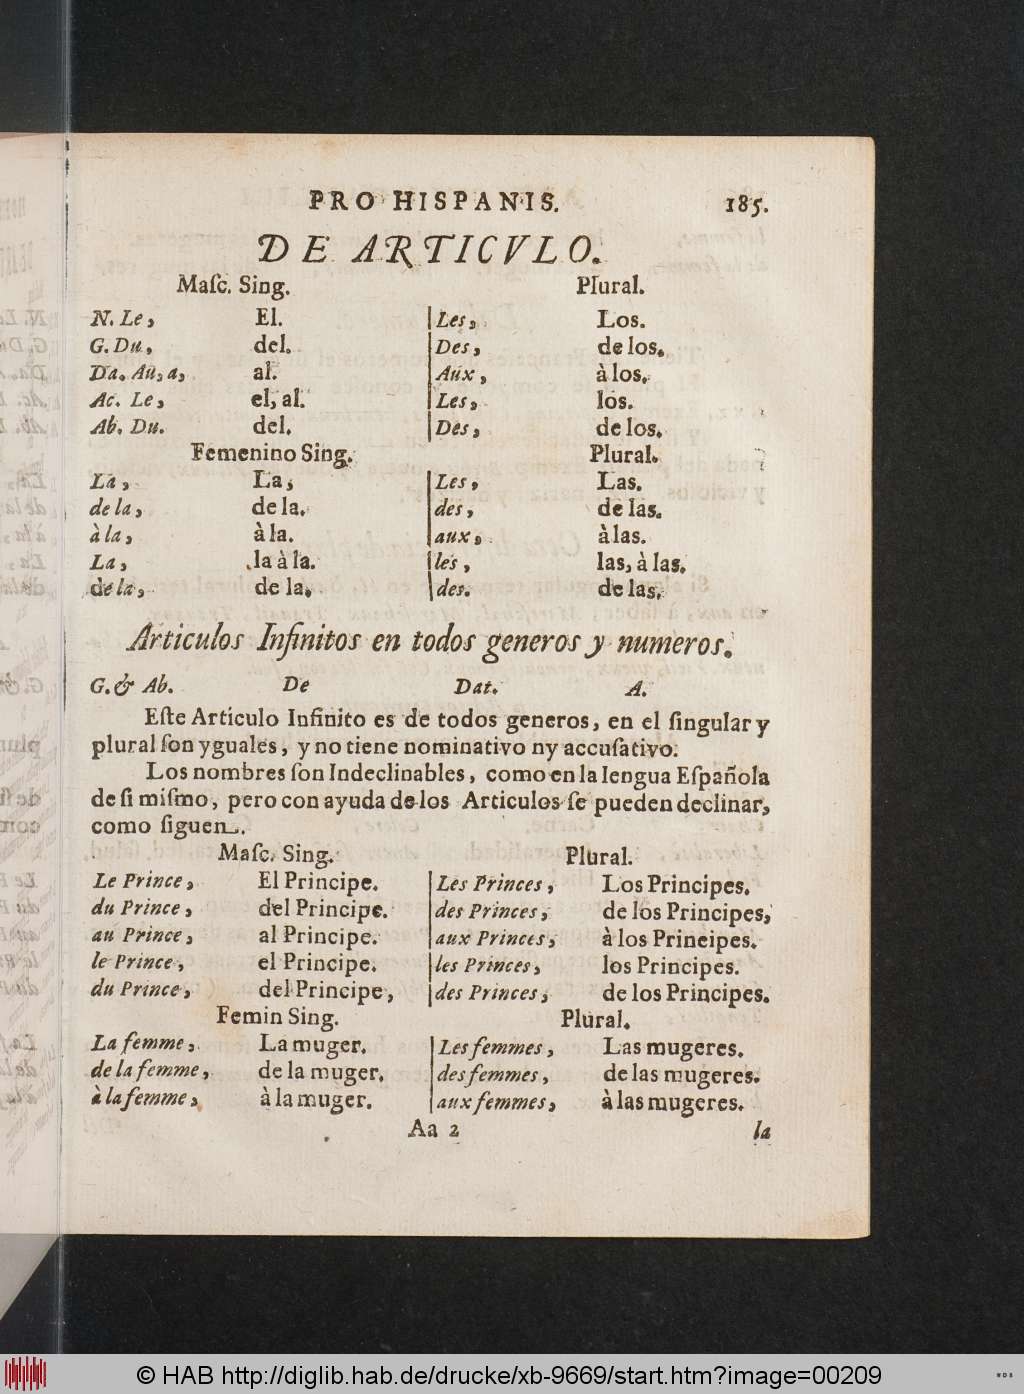 PRO HISPANIS. 185.
DE ARTICVLO.
Maſc. Sing. Plural.
N. Le, El. Les, Los.
G. Du, del. Des, de los.
Da. Au, a, al. Aux, à los.
Ac. Le, el, al. Les, los.
Ab. Du. del. Des, de los.
Femenino Sing. Plural.
La, La, Les, Las.
de la, de la. des, de las.
à la, à la. aux, à las.
La, la à la. les, las, à las.
de la, de la. des. de las.
Articulos Infinitos en todos generos y numeros.
G. & Ab. De Dat. A.
Eſte Articulo Infinito es de todos generos, en el ſingular y
plural ſon yguales, y no tiene nominativo ny accuſativo.
Los nombres ſon Indeclinables, como en la lengua Eſpañola
de ſi miſmo, pero con ayuda de los Articulos ſe pueden declinar,
como ſiguen.
Maſc. Sing. Plural.
Le Prince, El Principe. Les Princes, Los Principes.
du Prince, del Principe. des Princes, de los Principes,
au Prince, al Principe. aux Princes, à los Prineipes.
le Prince, el Principe. les Princes, los Principes.
du Prince, del Principe, des Princes, de los Principes.
Femin Sing. Plural.
La femme, La muger. Les femmes, Las mugeres.
de la femme, de la muger. des femmes, de las mugeres.
à la femme, à la muger. aux femmes, à las mugeres.
Aa 2 la
© HAB http://diglib.hab.de/drucke/xb-9669/start.htm?image=00209